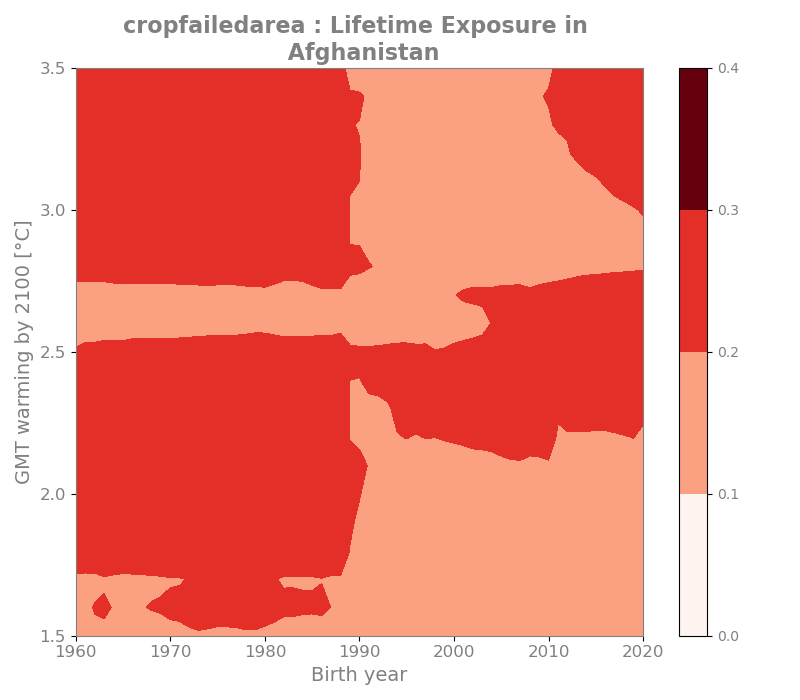 cropfailedarea : Lifetime Exposure in
Afghanistan
3.5
3.0
2.5
2.0
1.5
GMT warming by 2100 [°C]
1960 1970 1980 1990 2000 2010 2020
Birth year
0.4
0.3
0.2
0.1
0.0